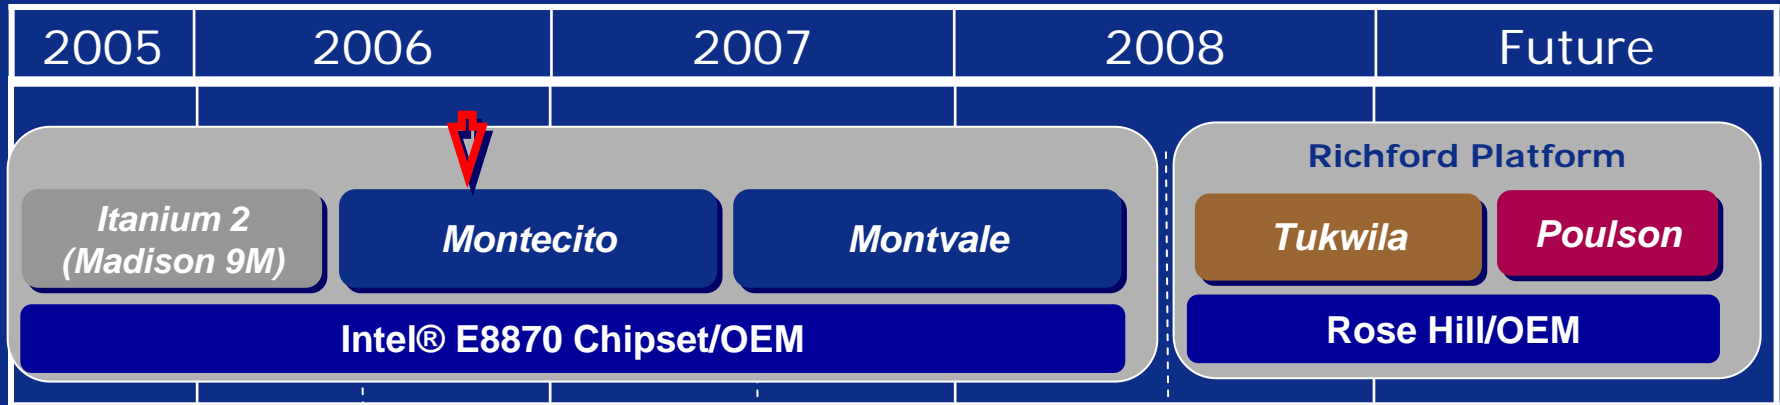 2005 2006 2007 2008 Future
Richford Platform
Itanium 2
(Madison 9M)
Montecito
Montvale
Tukwila
Poulson
Intel® E8870 Chipset/OEM
Rose Hill/OEM